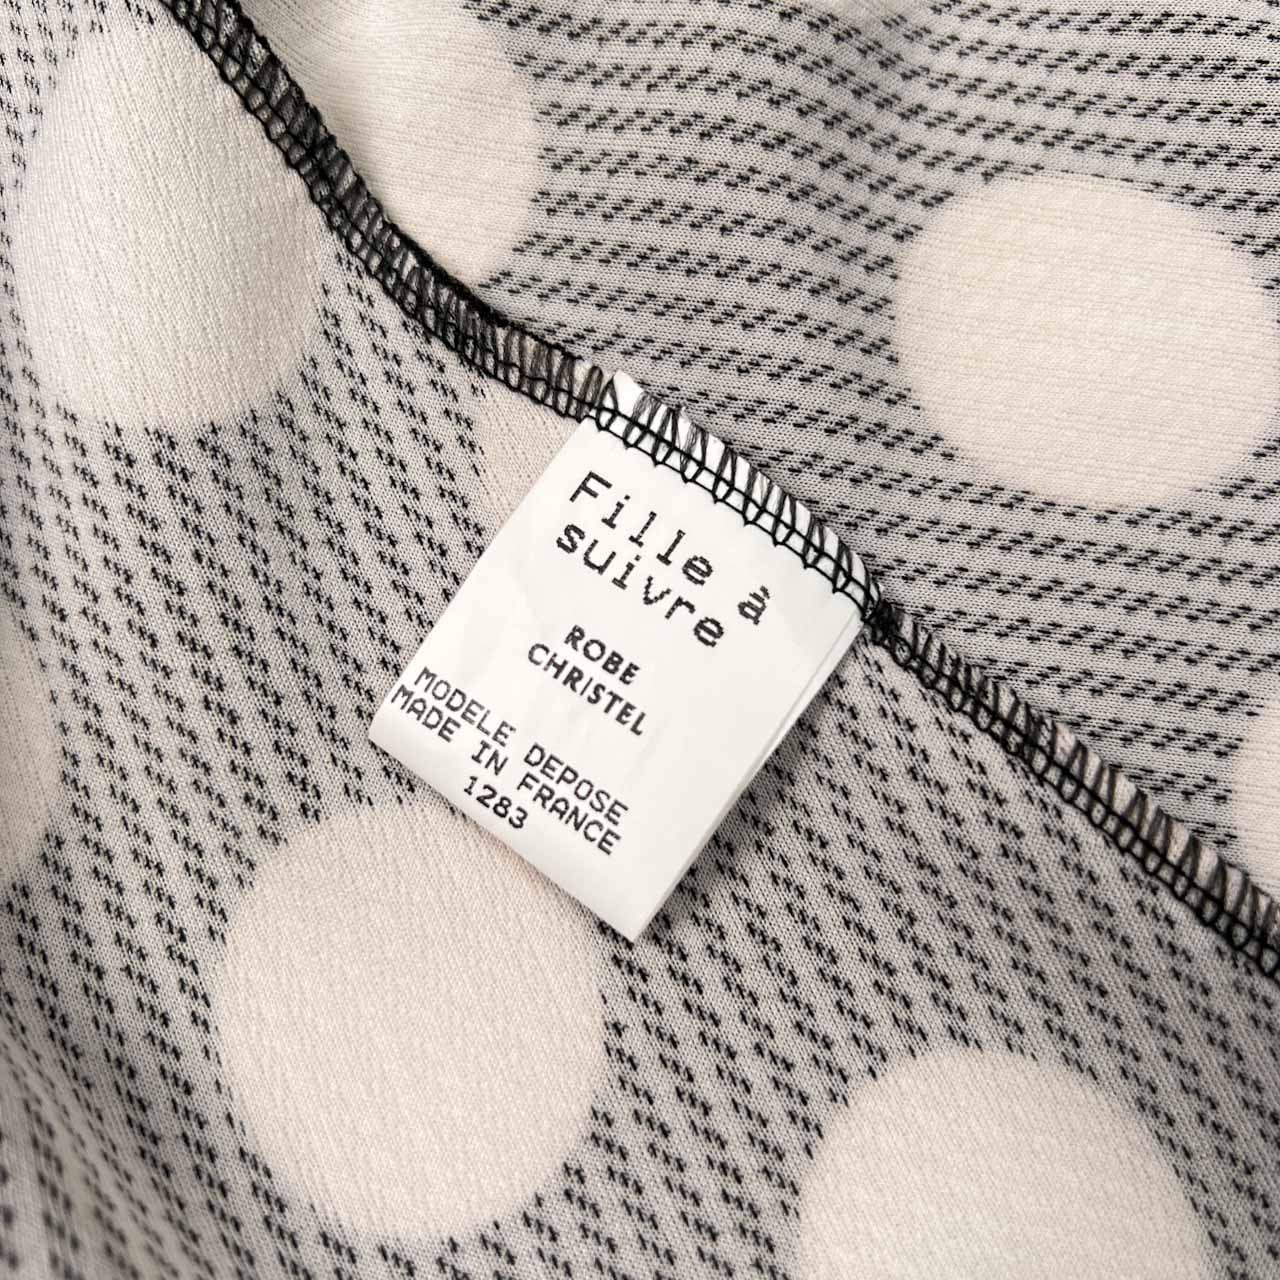 Fille à
suivre
ROBE
CHRISTEL
MODELE DEPOSE
MADE IN FRANCE
1283